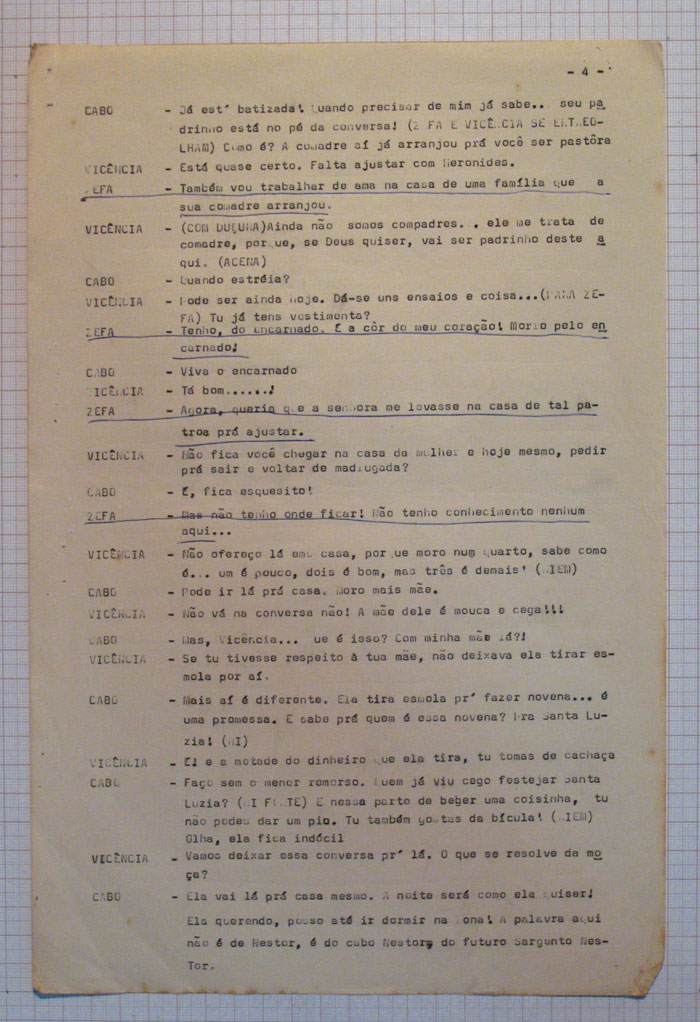 - 4 -
CABO - Já est' batizada! Quando precisar de mim já sabe... seu pa
drinho está no pé da conversa! (Z FA E VICÊNCIA SE ENTREO-
LHAM) Como é? A comadre aí já arranjou prá você ser pastôra
VICÊNCIA - Está quase certo. Falta ajustar com Heronides.
ZEFA - Também vou trabalhar de ama na casa de uma família que a
sua comadre arranjou.
VICÊNCIA - (COM DUÇURA)Ainda não somos compadres... ele me trata de
comadre, porque, se Deus quiser, vai ser padrinho deste a
qui. (ACENA)
CABO - Quando estréia?
VICÊNCIA - Pode ser ainda hoje. Dá-se uns ensaios e coisa...(PARA ZE-
FA) Tu já tens vestimenta?
ZEFA - Tenho, do encarnado. E a côr do meu coração! Morro pelo en
carnado!
CABO - Viva o encarnado
VICÊNCIA - Tá bom......!
ZEFA - Agora, queria que a senhora me levasse na casa de tal pa-
troa prá ajustar.
VICÊNCIA - Não fica você chegar na casa da mulher e hoje mesmo, pedir
prá sair e voltar de madrugada?
CABO - E, fica esquesito!
ZEFA - Mas não tenho onde ficar! Não tenho conhecimento nenhum
aqui...
VICÊNCIA - Não ofereço lá em casa, porque moro num quarto, sabe como
é... um é pouco, dois é bom, mas três é demais' (RIEM)
CABO - Pode ir lá prá casa. Moro mais mãe.
VICÊNCIA - Não vá na conversa não! A mãe dele é mouca e cega!!!
CABO - Mas, Vicência... que é isso? Com minha mãe lá?!
VICÊNCIA - Se tu tivesse respeito à tua mãe, não deixava ela tirar es-
mola por aí.
CABO - Mais aí é diferente. Ela tira esmola pr' fazer novena... é
uma promessa. E sabe prá quem é essa novena? Pra Santa Lu-
zia! (RI)
VICÊNCIA - E! e a metade do dinheiro que ela tira, tu tomas de cachaça
CABO - Faço sem o menor remorso. Quem já viu cego festejar Santa
Luzia? (RI FORTE) E nessa parte de beber uma coisinha, tu
não podes dar um pio. Tu também gostas da bícula! (RIEM)
Olha, ela fica indócil
VICÊNCIA - Vamos deixar essa conversa pr' lá. O que se resolve da mo
ça?
CABO - Ela vai lá prá casa mesmo. A noite será como ela quiser!
Ela querendo, posso até ir dormir na zona! A palavra aqui
não é de Nestor, é do cabo Nestor, do futuro Sargento Nes-
Tor.